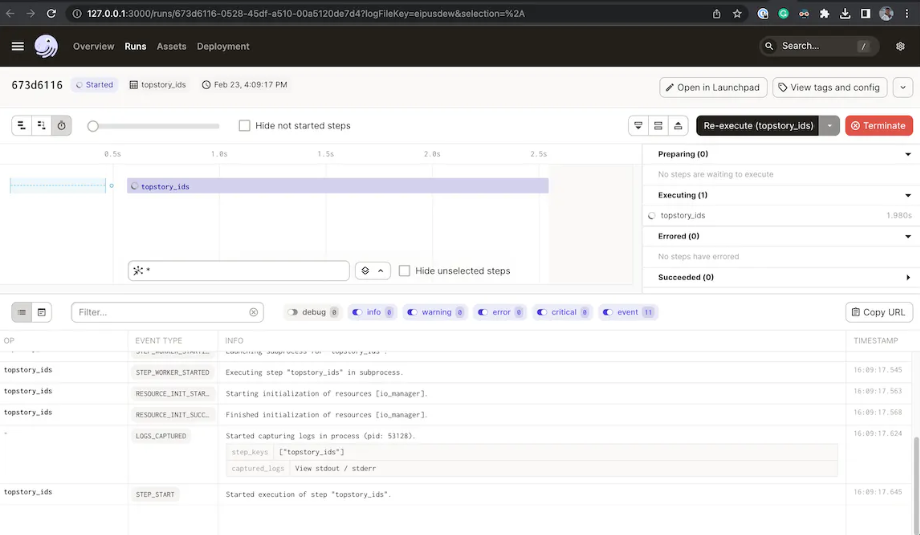 127.0.0.1:3000/runs/673d6116-0528-45df-a510-00a5120de7d4?logFileKey=eipusdew&selection=%2A
Overview Runs Assets Deployment Search... /
673d6116 Started topstory_ids Feb 23, 4:09:17 PM Open in Launchpad View tags and config
Hide not started steps Re-execute (topstory_ids) Terminate
0.5s 1.0s 1.5s 2.0s 2.5s
topstory_ids
* Hide unselected steps
Preparing (0)
No steps are waiting to execute
Executing (1)
topstory_ids 1.980s
Errored (0)
No steps have errored
Succeeded (0)
Filter... debug 0 info 0 warning 0 error 0 critical 0 event 11 Copy URL
OP EVENT TYPE INFO TIMESTAMP
topstory_ids STEP_WORKER_STARTED Executing step "topstory_ids" in subprocess. 16:09:17.545
topstory_ids RESOURCE_INIT_STAR… Starting initialization of resources [io_manager]. 16:09:17.563
topstory_ids RESOURCE_INIT_SUCC… Finished initialization of resources [io_manager]. 16:09:17.568
- LOGS_CAPTURED Started capturing logs in process (pid: 53128). 16:09:17.624
step_keys ["topstory_ids"]
captured_logs View stdout / stderr
topstory_ids STEP_START Started execution of step "topstory_ids". 16:09:17.645